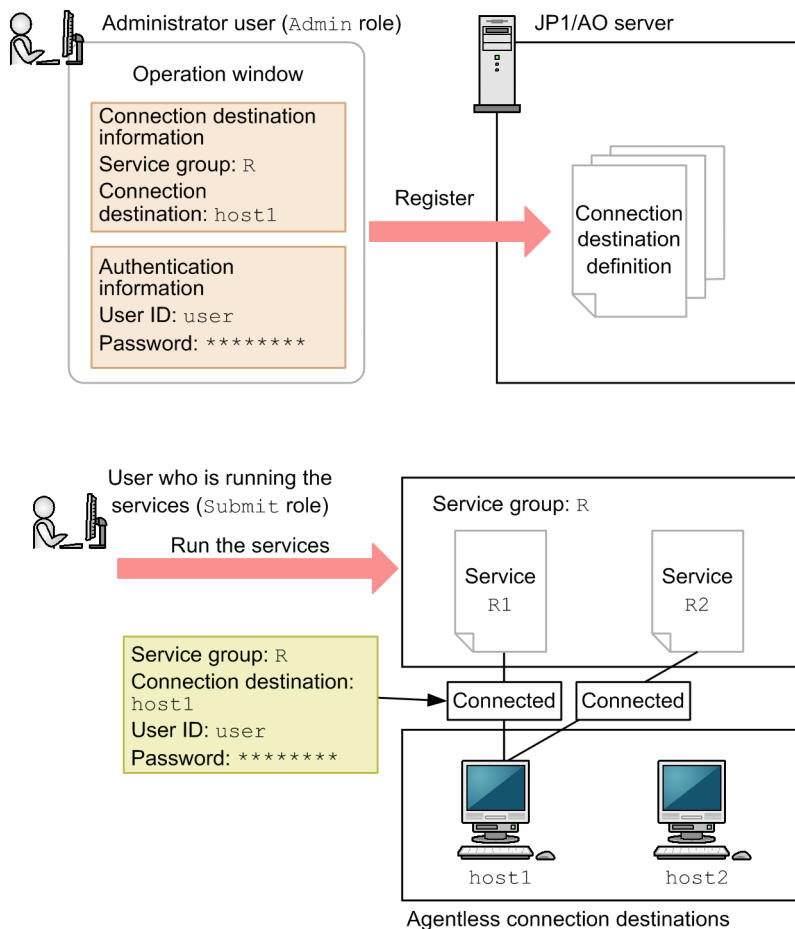 Administrator user (Admin role)
JP1/AO server
Operation window
Connection destination
information
Service group: R
Connection
destination: host1
Authentication
information
User ID: user
Password: ********
Register
Connection
destination
definition
User who is running the
services (Submit role)
Run the services
Service group: R
Service
R1
Service
R2
Service group: R
Connection destination:
host1
User ID: user
Password: ********
Connected
Connected
host1
host2
Agentless connection destinations